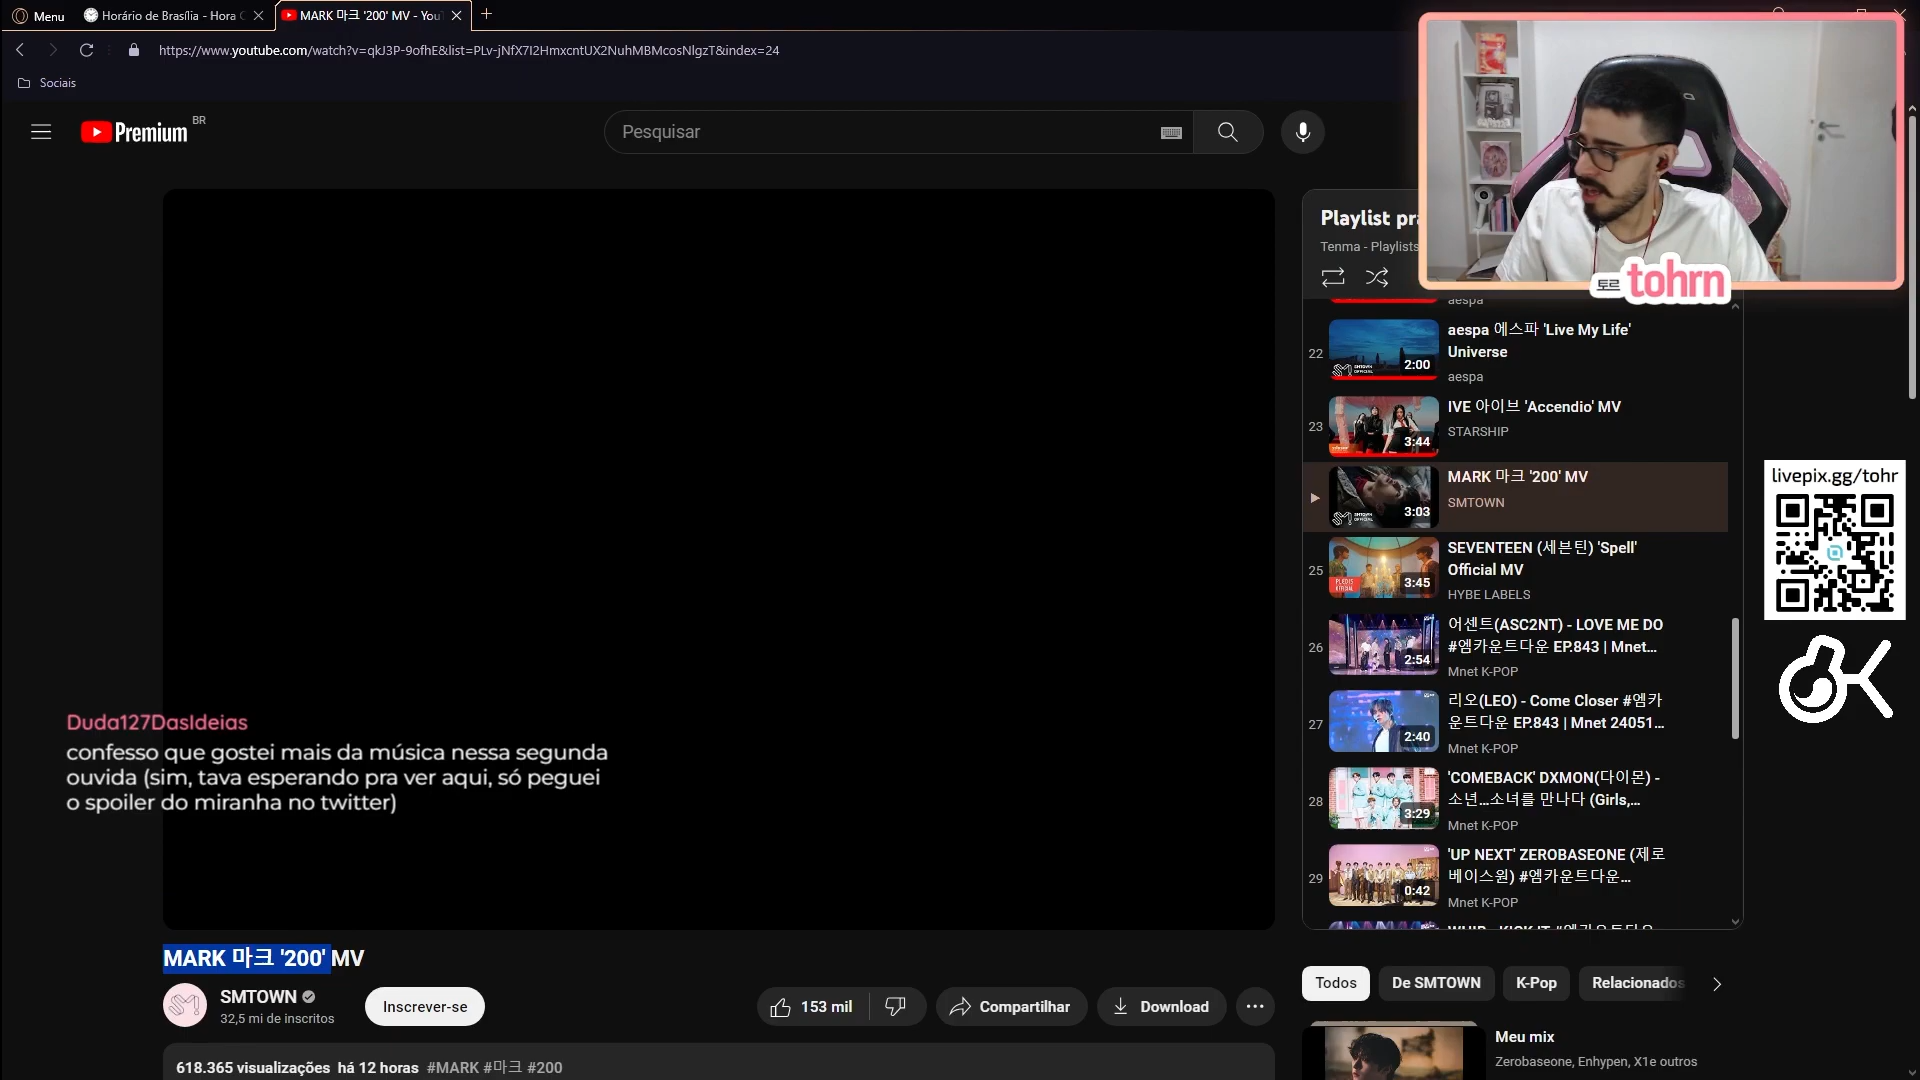 Menu
Horário de Brasília - Hora
MARK 마크 '200' MV - You
https://www.youtube.com/watch?v=qkJ3P-9ofhE&list=PLv-jNfX7I2HmxcntUX2NuhMBMcosNlgzT&index=24
Sociais
Premium
BR
Pesquisar
토르 tohrn
Playlist pra
Tenma - Playlists
aespa
22
aespa 에스파 'Live My Life'
Universe
aespa
2:00
23
IVE 아이브 'Accendio' MV
STARSHIP
3:44
MARK 마크 '200' MV
SMTOWN
3:03
25
SEVENTEEN (세븐틴) 'Spell'
Official MV
HYBE LABELS
3:45
26
어센트(ASC2NT) - LOVE ME DO
#엠카운트다운 EP.843 | Mnet...
Mnet K-POP
2:54
27
리오(LEO) - Come Closer #엠카
운트다운 EP.843 | Mnet 24051...
Mnet K-POP
2:40
28
'COMEBACK' DXMON(다이몬) -
소년...소녀를 만나다 (Girls,...
Mnet K-POP
3:29
29
'UP NEXT' ZEROBASEONE (제로
베이스원) #엠카운트다운...
Mnet K-POP
0:42
livepix.gg/tohr
Duda127DasIdeias
confesso que gostei mais da música nessa segunda
ouvida (sim, tava esperando pra ver aqui, só peguei
o spoiler do miranha no twitter)
MARK 마크 '200' MV
SMTOWN
32,5 mi de inscritos
Inscrever-se
153 mil
Compartilhar
Download
618.365 visualizações há 12 horas #MARK #마크 #200
Todos
De SMTOWN
K-Pop
Relacionados
Meu mix
Zerobaseone, Enhypen, X1e outros